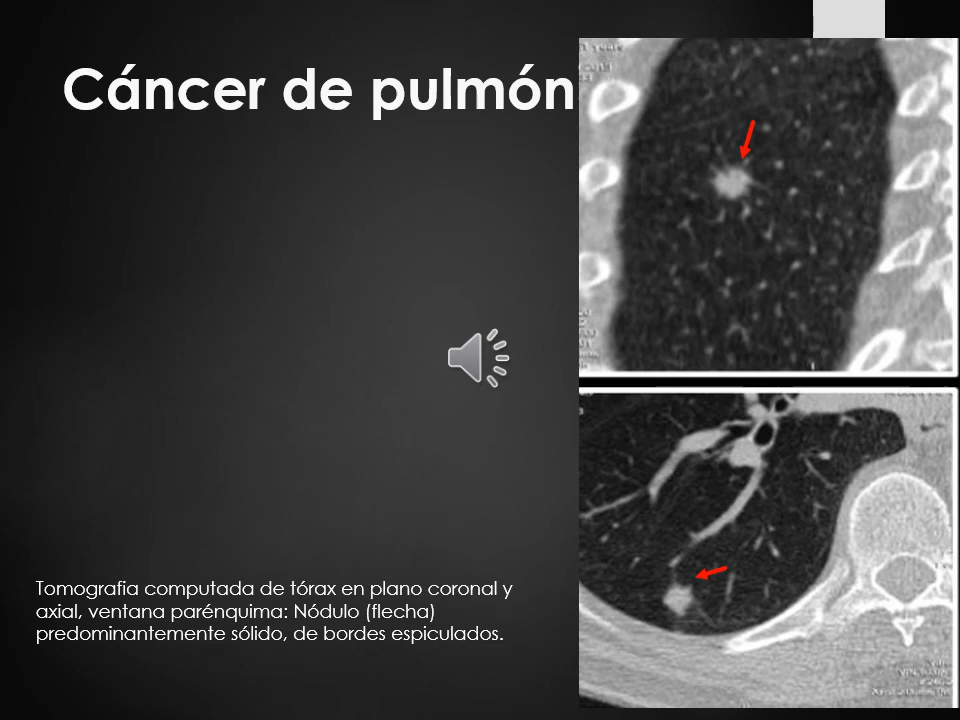 Cáncer de pulmón
Tomografia computada de tórax en plano coronal y
axial, ventana parénquima: Nódulo (flecha)
predominantemente sólido, de bordes espiculados.